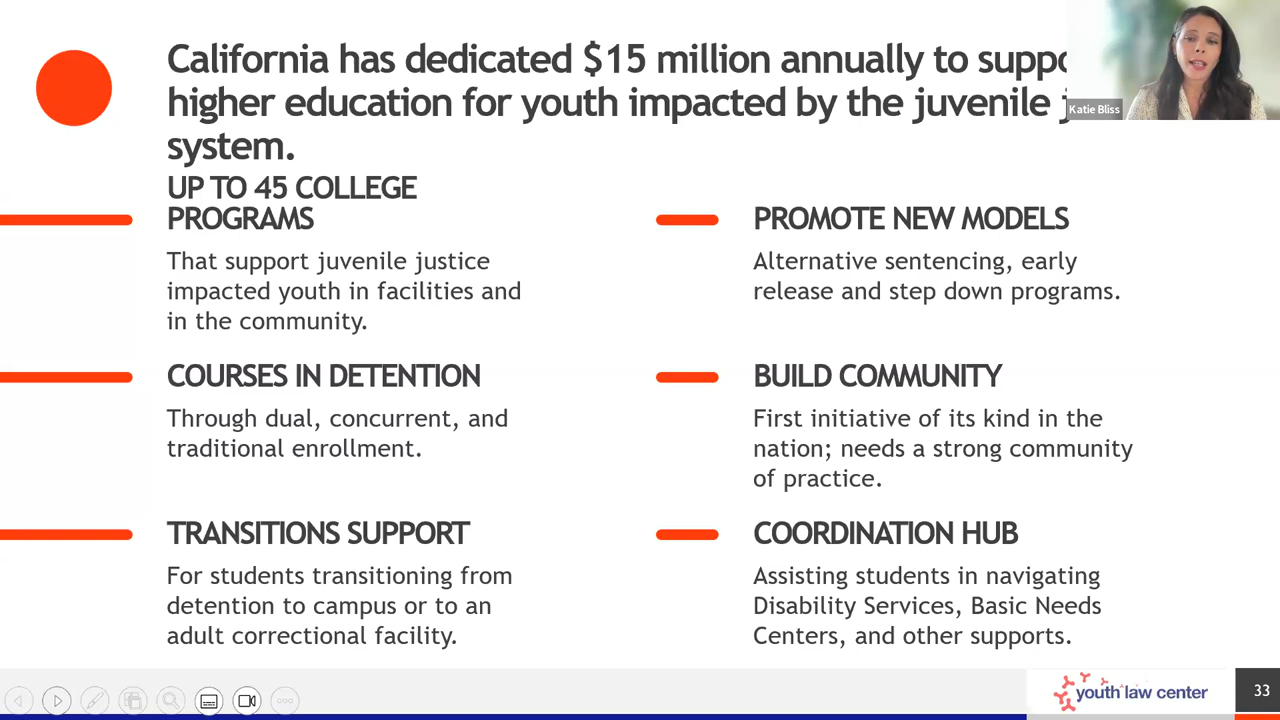 California has dedicated $15 million annually to suppo
higher education for youth impacted by the juvenile j
system.
Katie Bliss
UP TO 45 COLLEGE
PROGRAMS
That support juvenile justice
impacted youth in facilities and
in the community.
COURSES IN DETENTION
Through dual, concurrent, and
traditional enrollment.
TRANSITIONS SUPPORT
For students transitioning from
detention to campus or to an
adult correctional facility.
PROMOTE NEW MODELS
Alternative sentencing, early
release and step down programs.
BUILD COMMUNITY
First initiative of its kind in the
nation; needs a strong community
of practice.
COORDINATION HUB
Assisting students in navigating
Disability Services, Basic Needs
Centers, and other supports.
youth law center
33